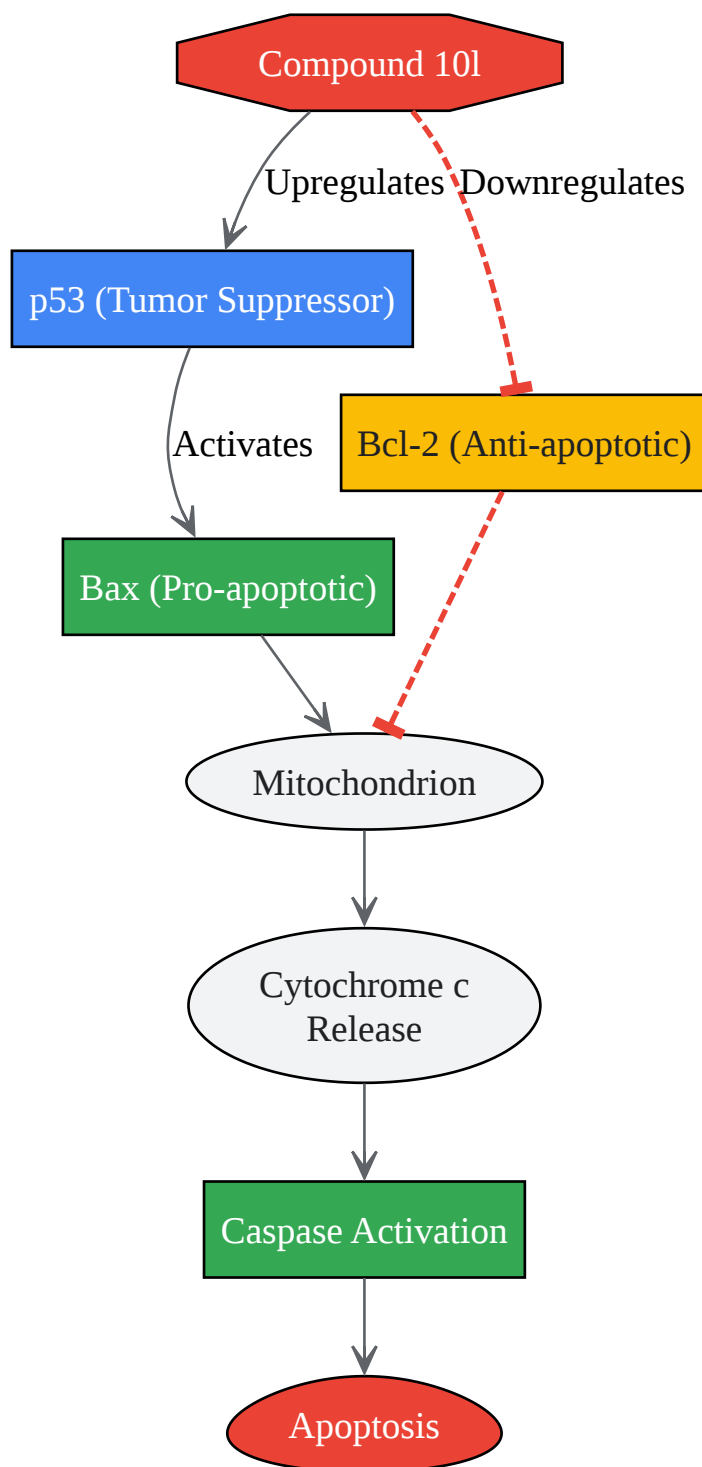 Compound 10l
Upregulates
Downregulates
p53 (Tumor Suppressor)
Activates
Bcl-2 (Anti-apoptotic)
Bax (Pro-apoptotic)
Mitochondrion
Cytochrome c
Release
Caspase Activation
Apoptosis